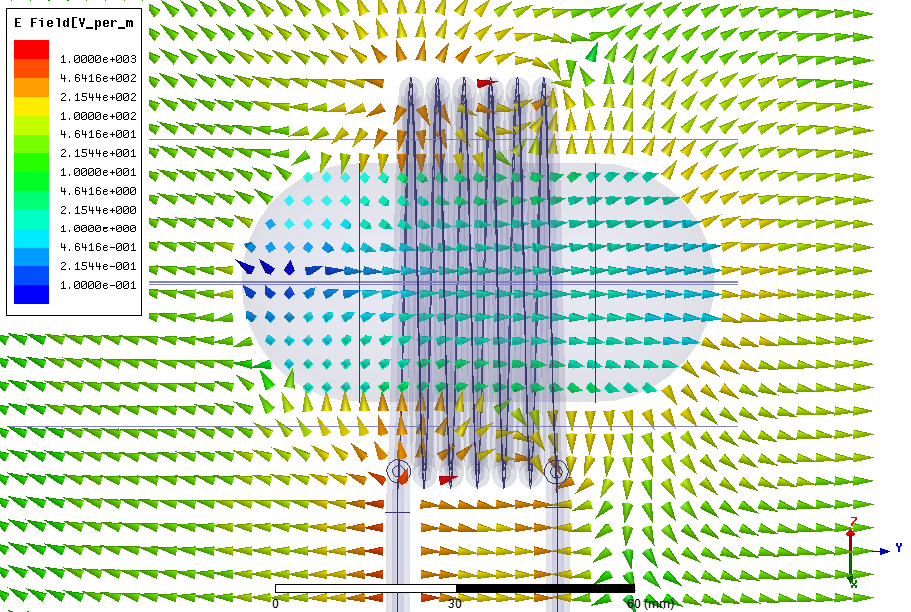 E Field[V_per_m
1.0000e+003
4.6416e+002
2.1544e+002
1.0000e+002
4.6416e+001
2.1544e+001
1.0000e+001
4.6416e+000
2.1544e+000
1.0000e+000
4.6416e-001
2.1544e-001
1.0000e-001
Z
Y
X
0
30
60 (mm)